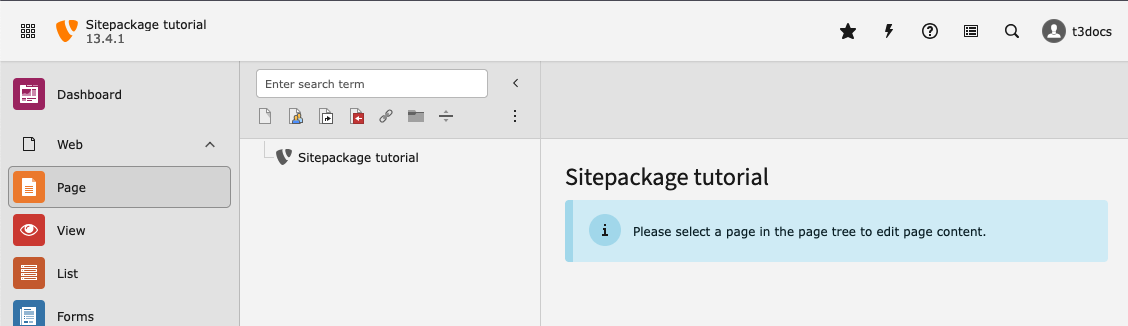 Sitepackage tutorial
13.4.1
t3docs
Dashboard
Web
Page
View
List
Forms
Enter search term
Sitepackage tutorial
Sitepackage tutorial
Please select a page in the page tree to edit page content.